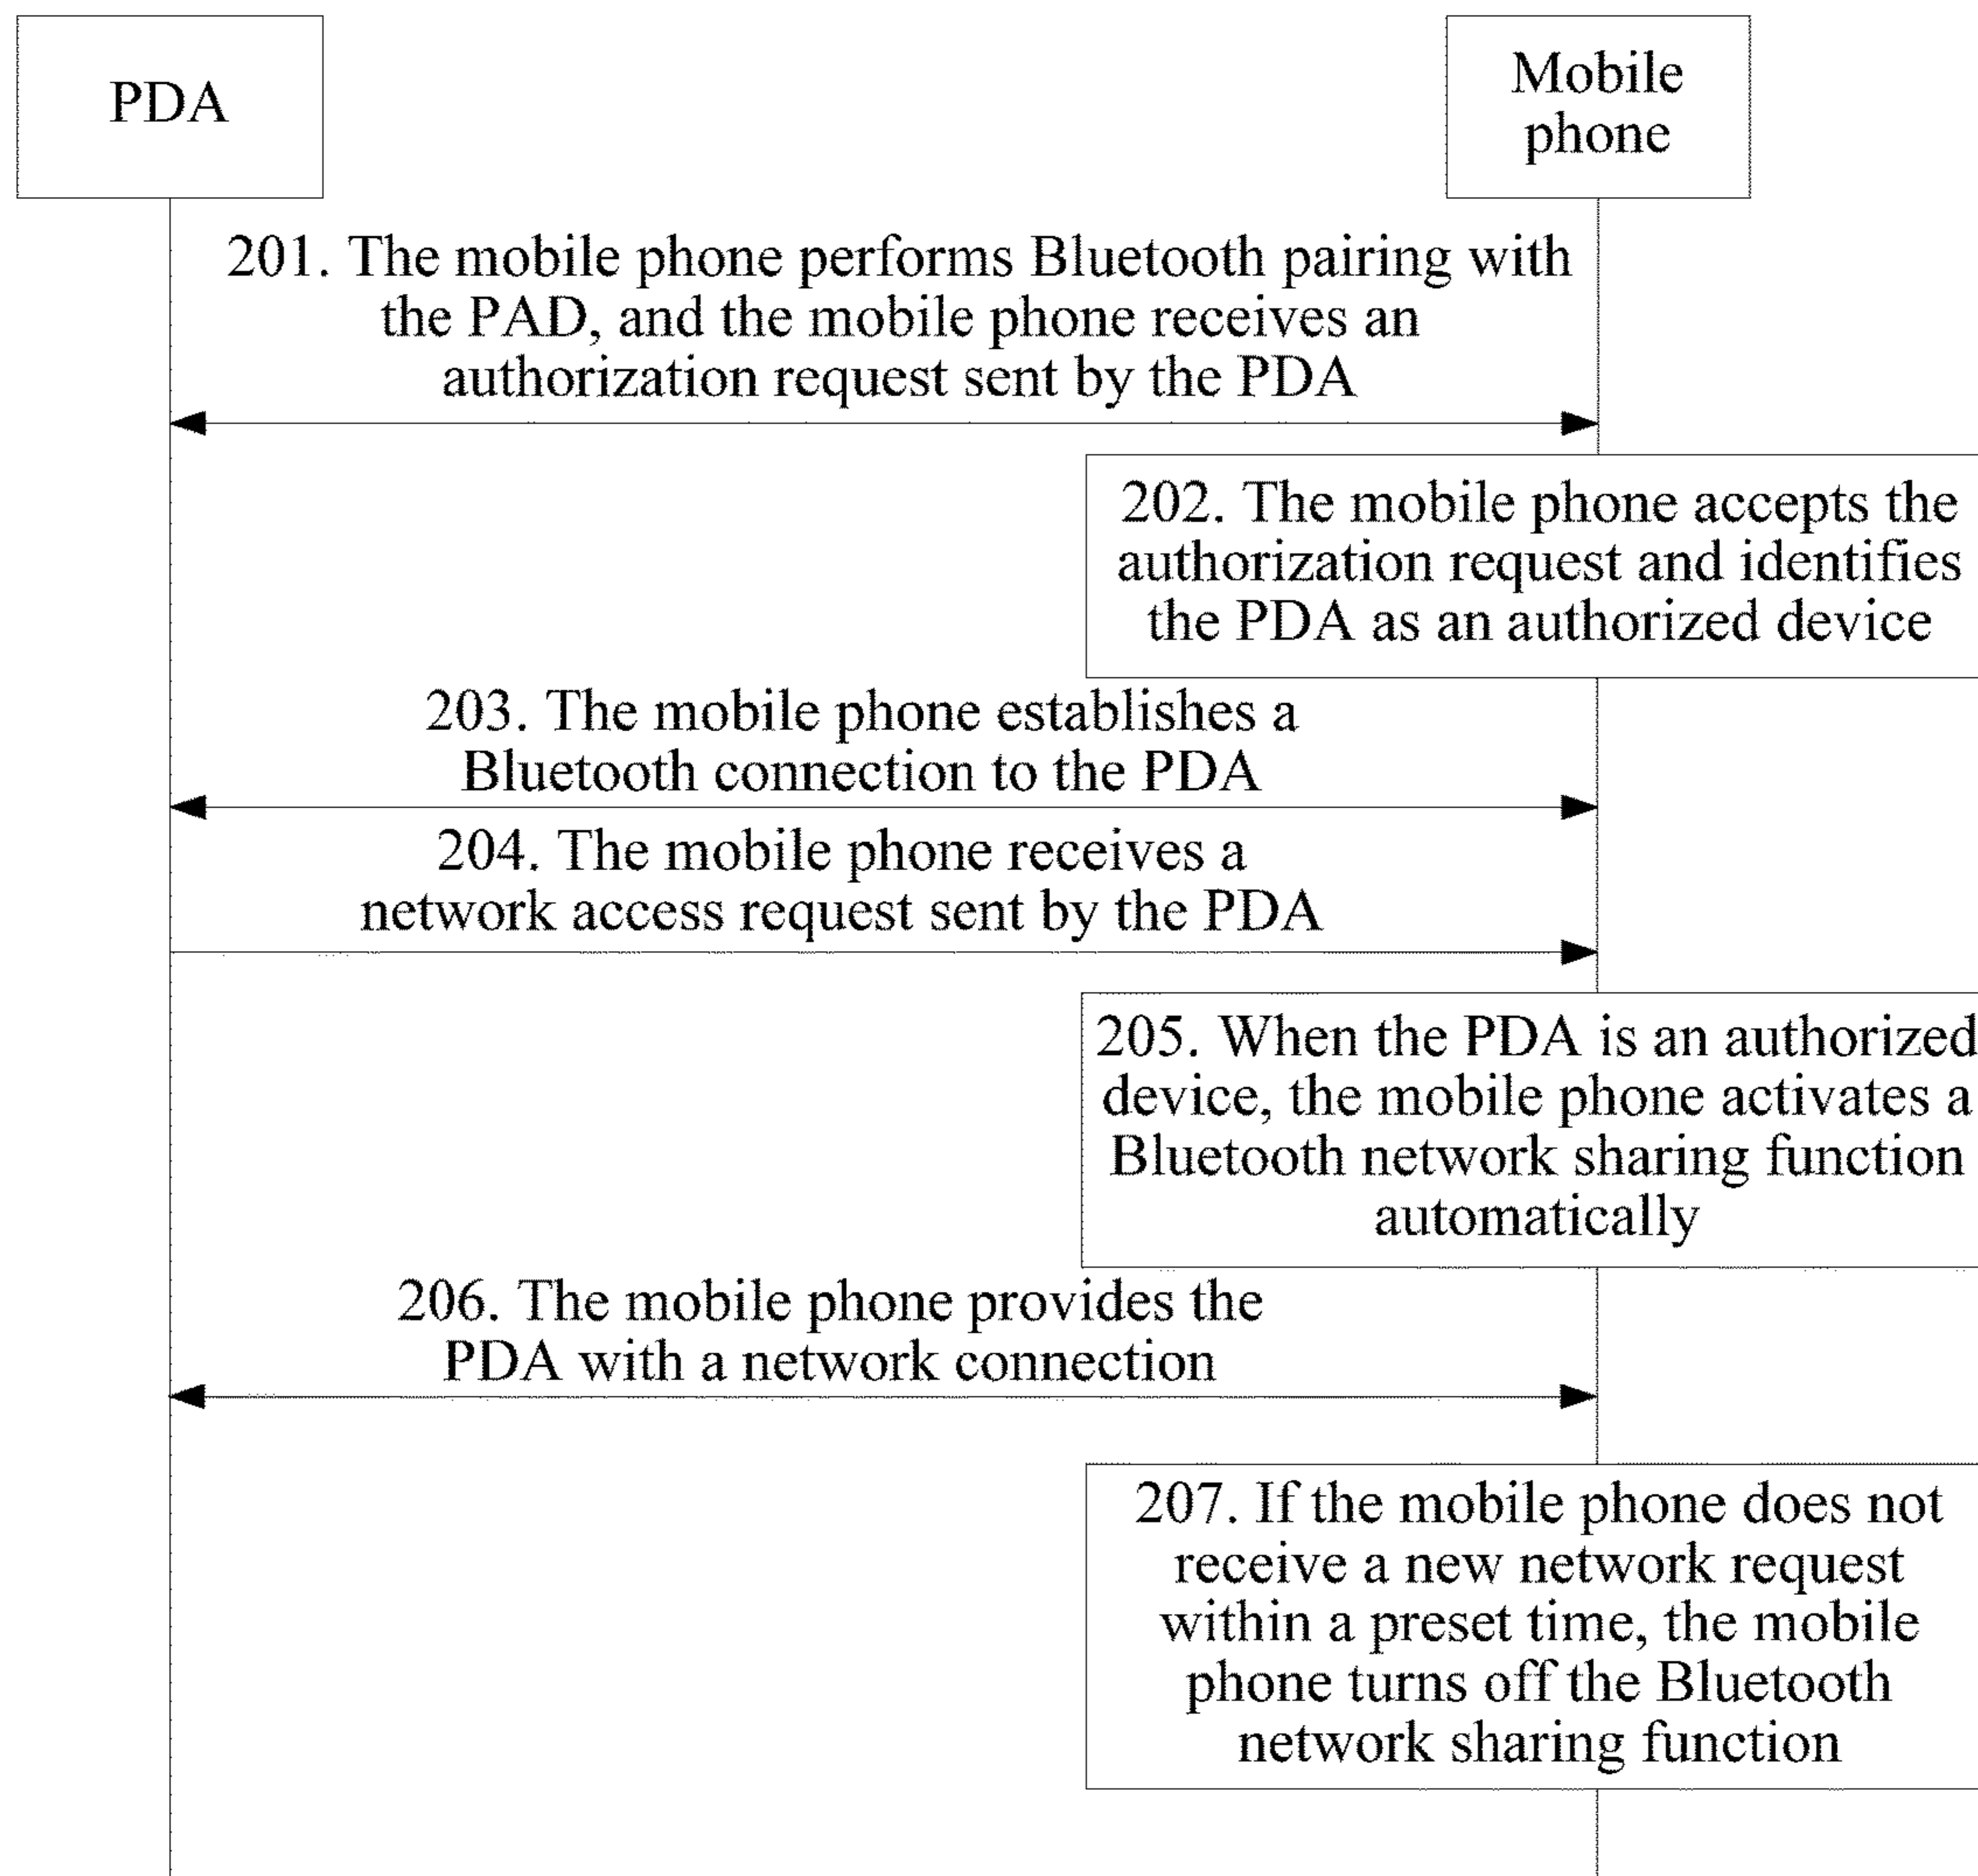 PDA
Mobile
phone
201. The mobile phone performs Bluetooth pairing with
the PAD, and the mobile phone receives an
authorization request sent by the PDA
202. The mobile phone accepts the
authorization request and identifies
the PDA as an authorized device
203. The mobile phone establishes a
Bluetooth connection to the PDA
204. The mobile phone receives a
network access request sent by the PDA
205. When the PDA is an authorized
device, the mobile phone activates a
Bluetooth network sharing function
automatically
206. The mobile phone provides the
PDA with a network connection
207. If the mobile phone does not
receive a new network request
within a preset time, the mobile
phone turns off the Bluetooth
network sharing function